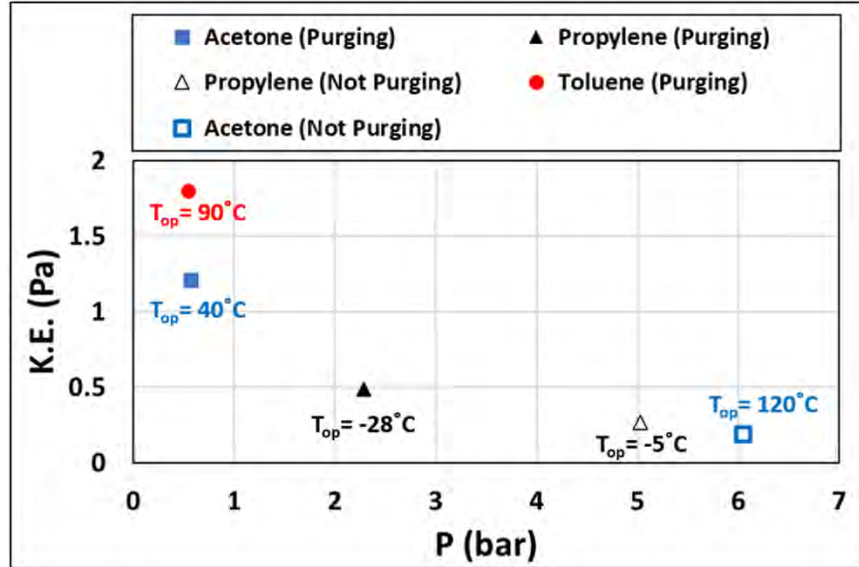 Acetone (Purging)
Propylene (Purging)
Propylene (Not Purging)
Toluene (Purging)
Acetone (Not Purging)
2
1.5
1
0.5
0
K.E. (Pa)
Top= 90˚C
Top= 40˚C
Top= -28˚C
Top= -5˚C
Top= 120˚C
0 1 2 3 4 5 6 7
P (bar)